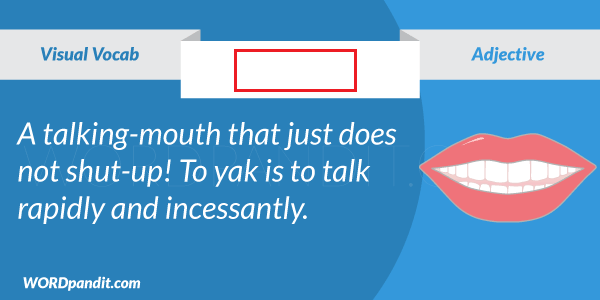 Visual Vocab
Adjective
A talking-mouth that just does
not shut-up! To yak is to talk
rapidly and incessantly.
WORDpandit.com